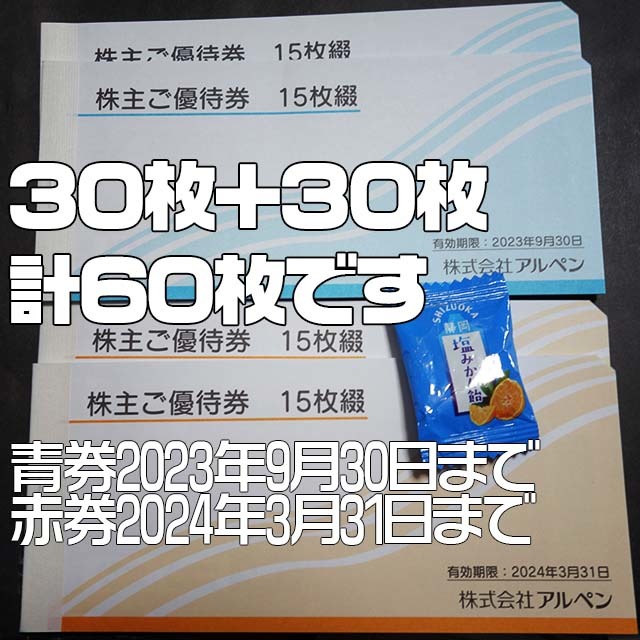 株主ご優待券 15枚綴
株主ご優待券 15枚綴
30枚+30枚
有効期限：2023年9月30日
株式会社アルペン
計60枚です
SHIZUOKA
静岡
塩みかん飴
株主ご優待券 15枚綴
株主ご優待券 15枚綴
青券2023年9月30日まで
赤券2024年3月31日まで
有効期限：2024年3月31日
株式会社アルペン